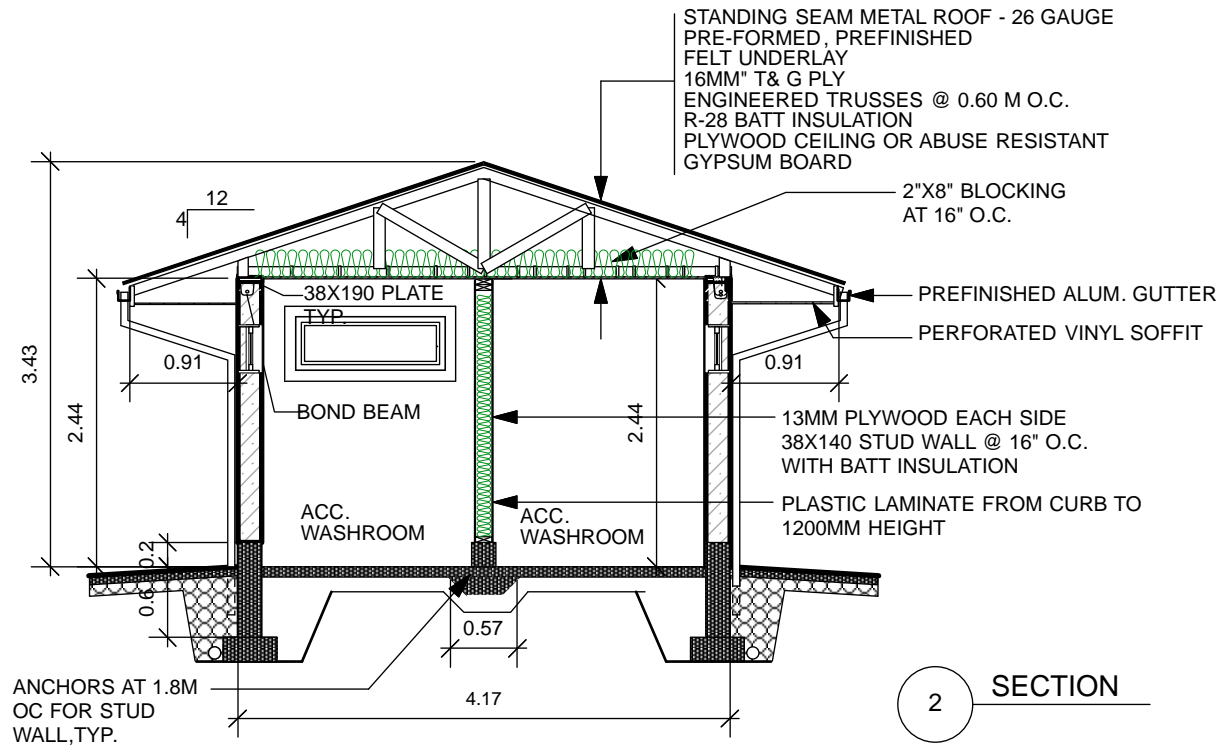 STANDING SEAM METAL ROOF - 26 GAUGE
PRE-FORMED, PREFINISHED
FELT UNDERLAY
16MM" T& G PLY
ENGINEERED TRUSSES @ 0.60 M O.C.
R-28 BATT INSULATION
PLYWOOD CEILING OR ABUSE RESISTANT
GYPSUM BOARD
2"X8" BLOCKING
AT 16" O.C.
12
4
38X190 PLATE
TYP.
PREFINISHED ALUM. GUTTER
PERFORATED VINYL SOFFIT
0.91
0.91
3.43
2.44
2.44
BOND BEAM
13MM PLYWOOD EACH SIDE
38X140 STUD WALL @ 16" O.C.
WITH BATT INSULATION
PLASTIC LAMINATE FROM CURB TO
1200MM HEIGHT
ACC.
WASHROOM
ACC.
WASHROOM
0.2
0.6
0.57
4.17
ANCHORS AT 1.8M
OC FOR STUD
WALL,TYP.
2
SECTION